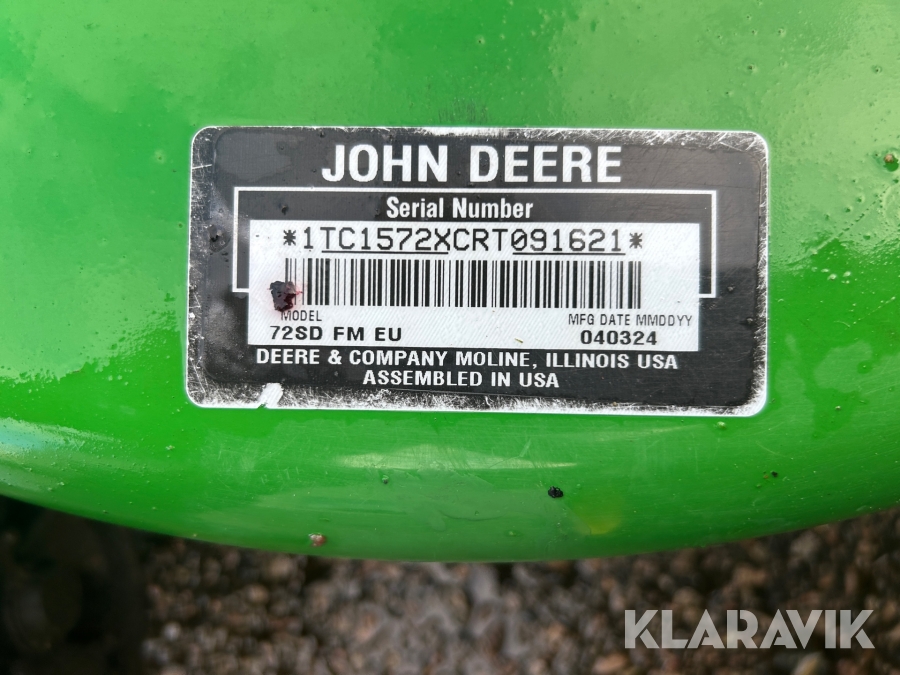 JOHN DEERE
Serial Number
*1TC1572XCRT091621*
MODEL
MFG DATE MMDDYY
72SD FM EU
040324
DEERE & COMPANY MOLINE, ILLINOIS USA
ASSEMBLED IN USA
KLARAVIK